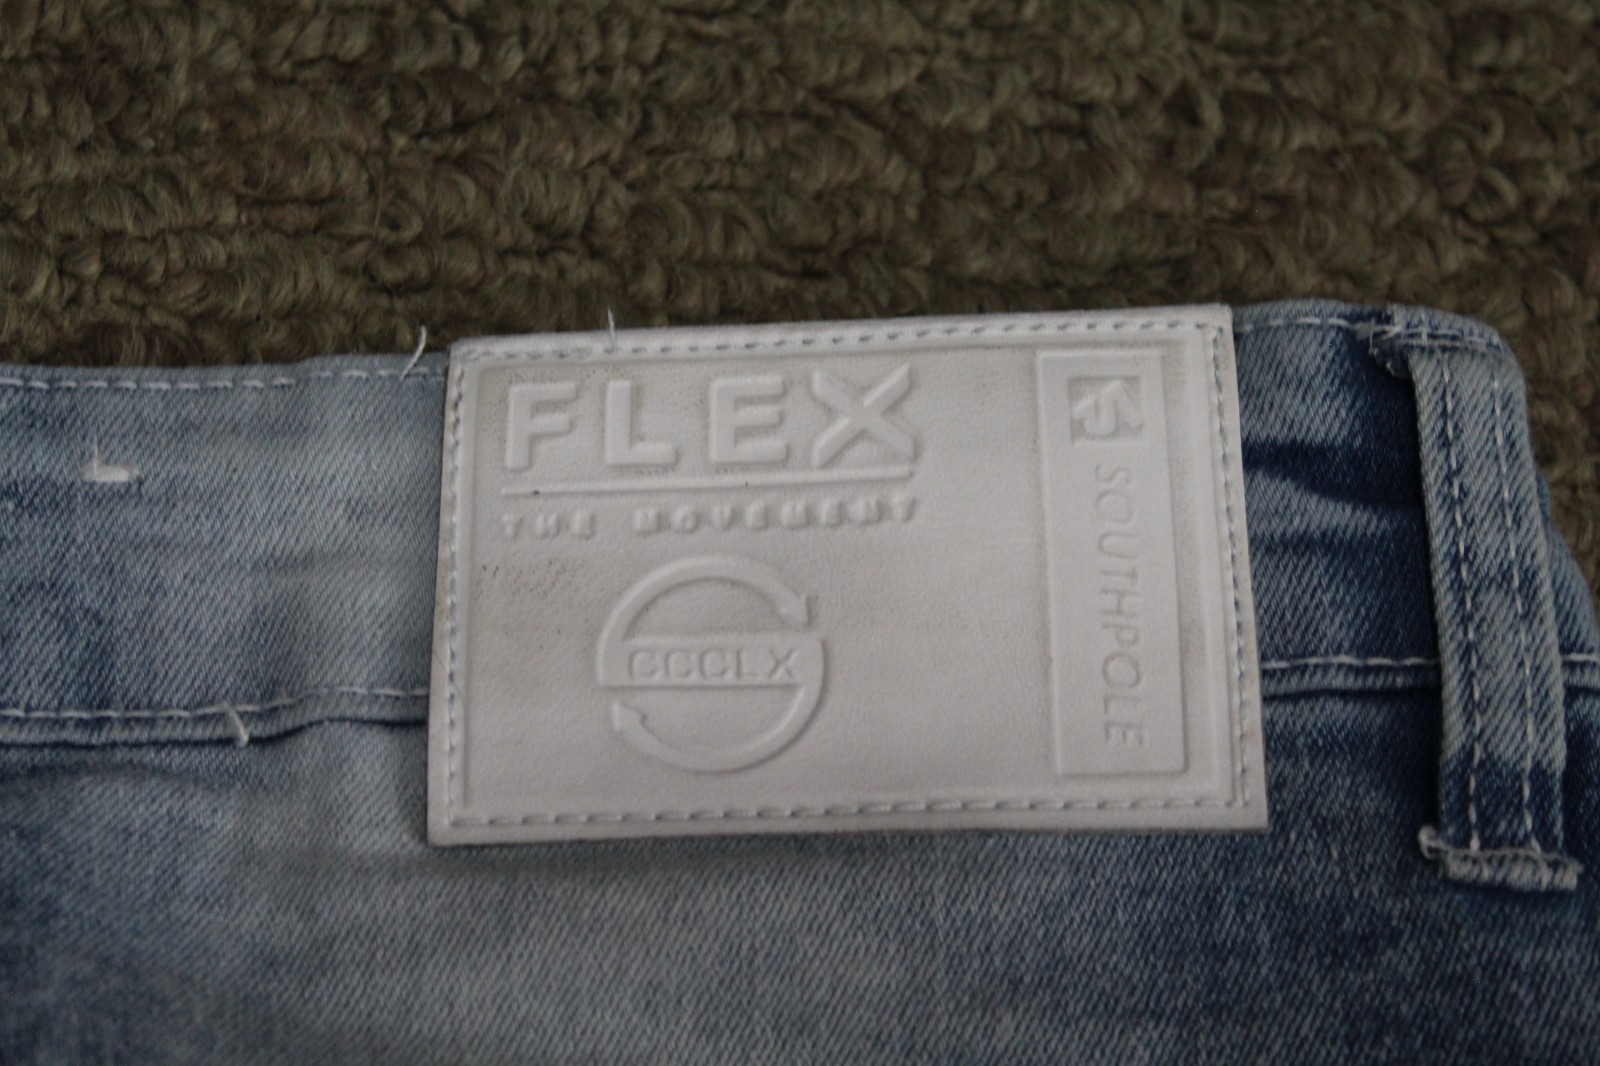 FLEX
THE MOVEMENT
CCCLX
SOUTHPOLE